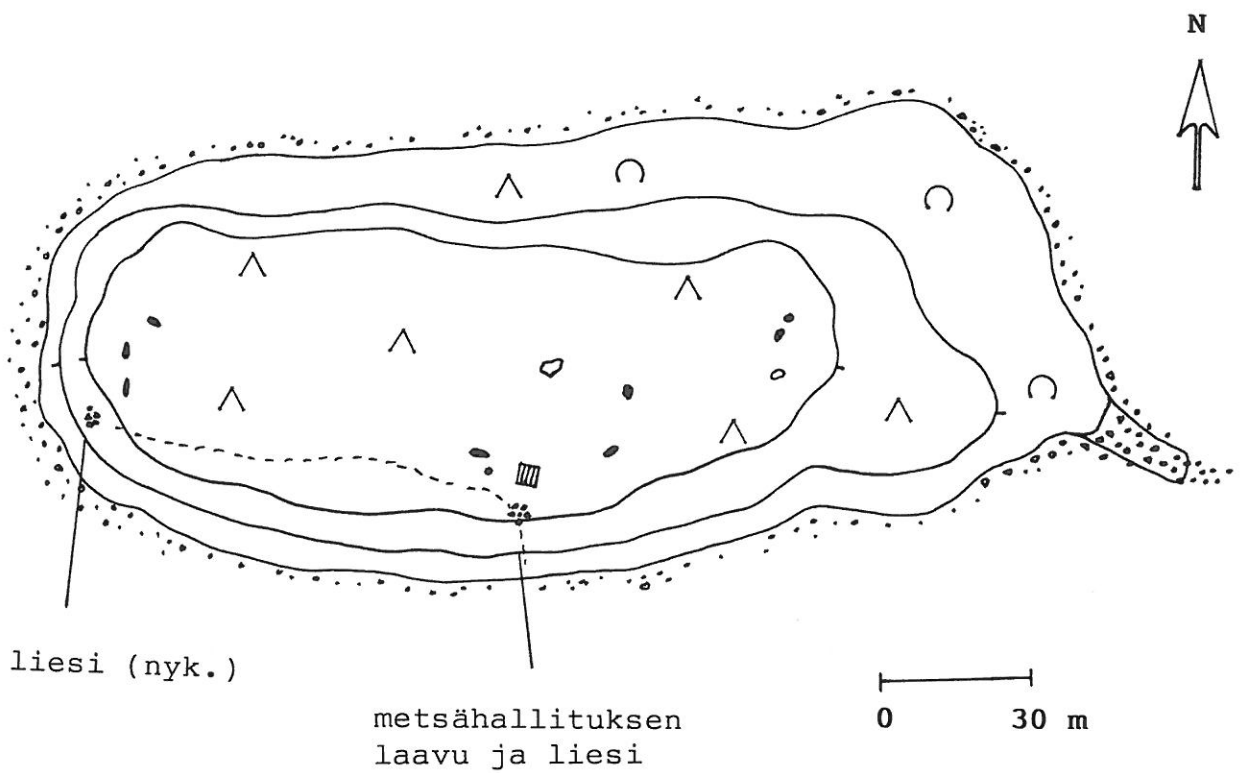 N
liesi (nyk.)
metsähallituksen
laavu ja liesi
0 30 m